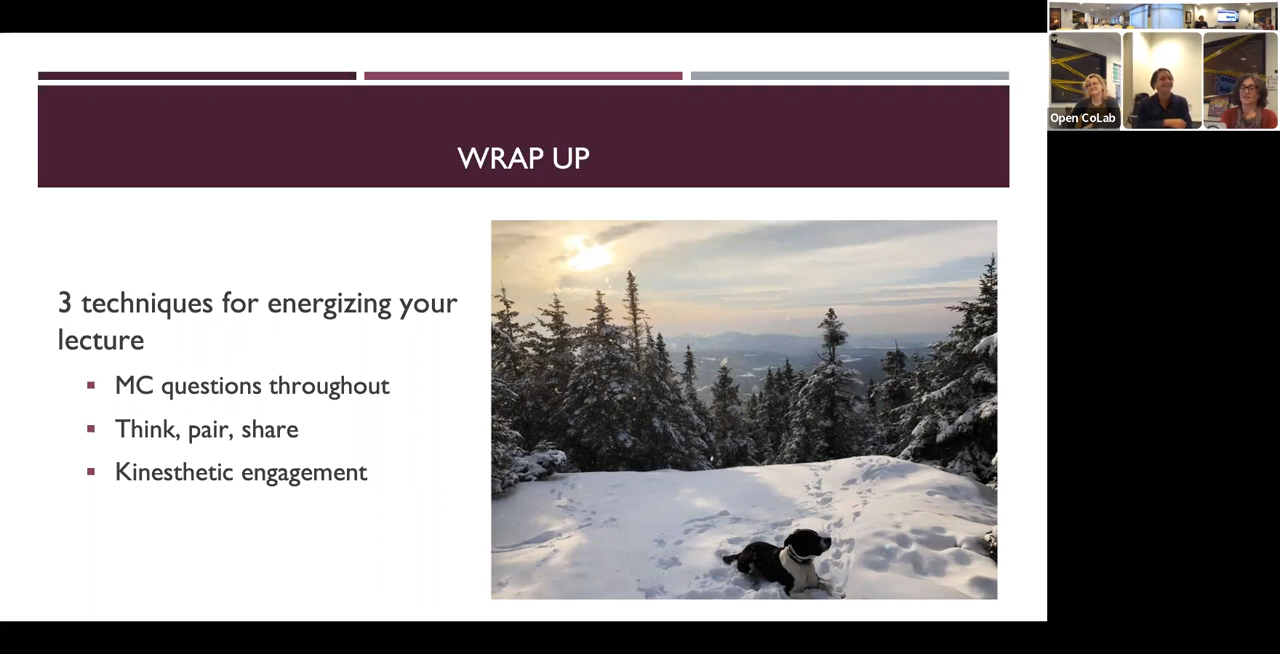 WRAP UP
3 techniques for energizing your
lecture
MC questions throughout
Think, pair, share
Kinesthetic engagement
Open CoLab